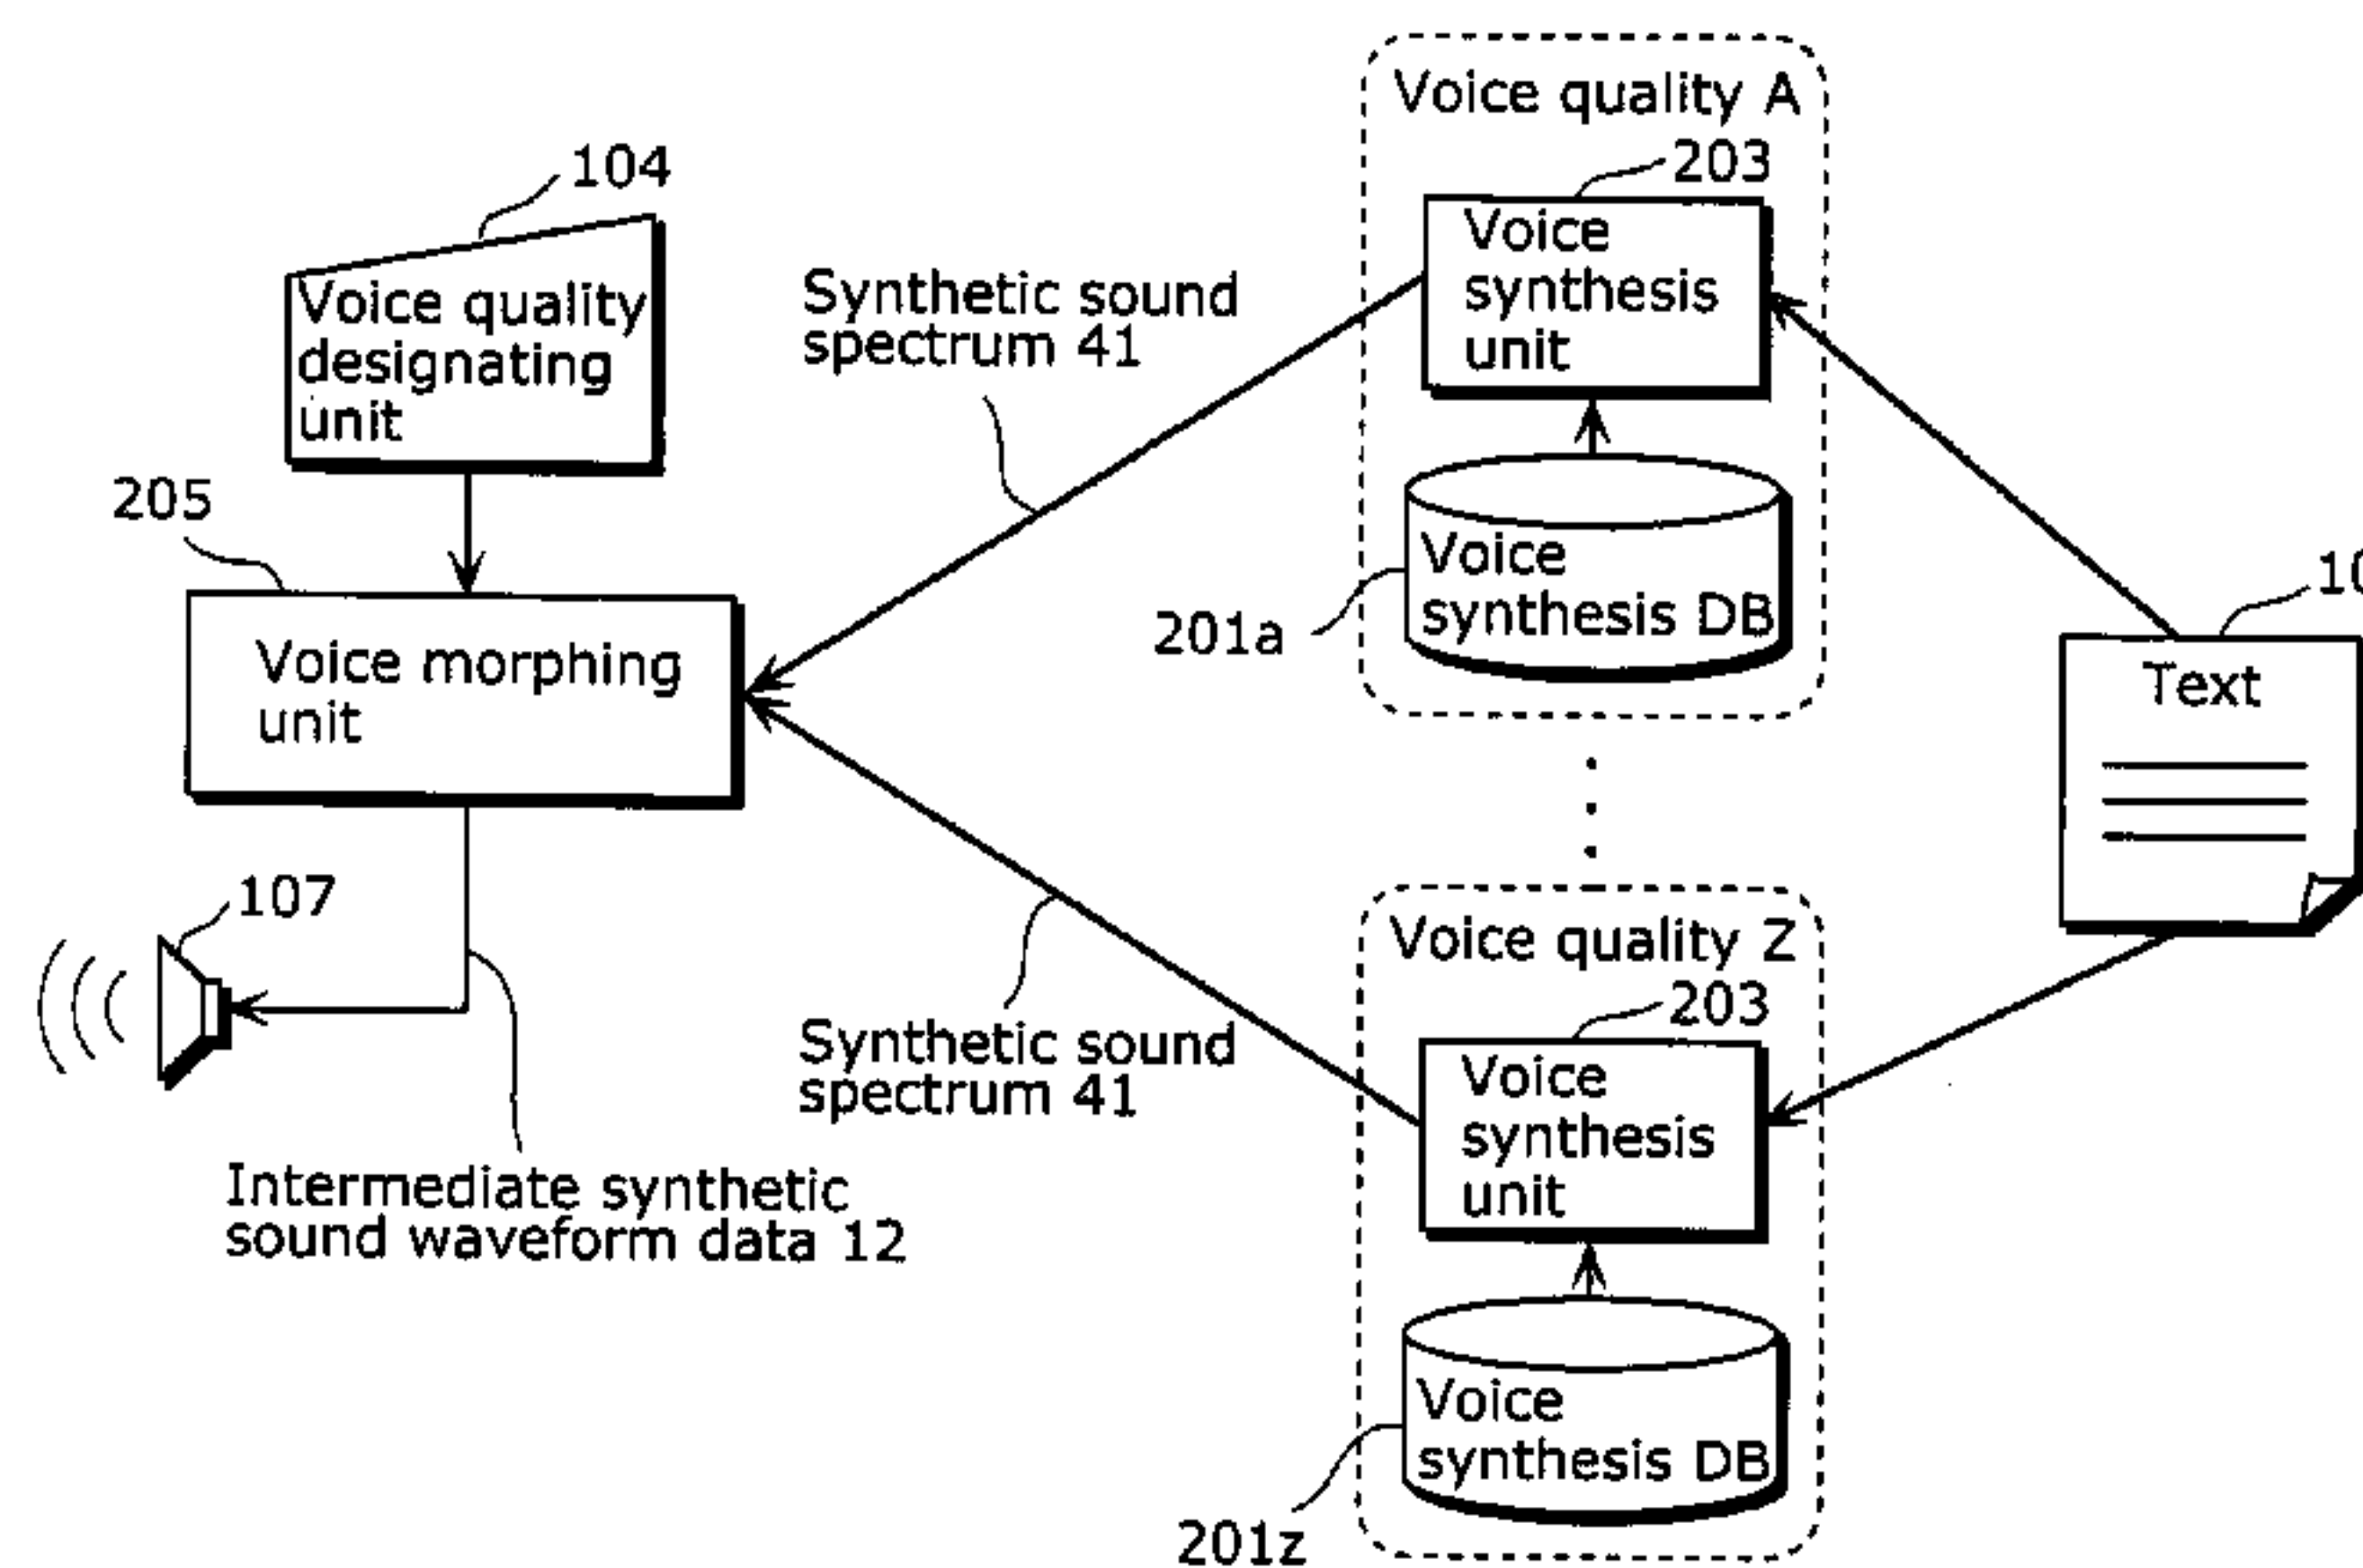 Voice quality A
203
104
Voice
synthesis
unit
Voice quality
designating
unit
Synthetic sound
spectrum 41
205
Voice
synthesis DB
201a
Text
Voice morphing
unit
107
Voice quality Z
203
Synthetic sound
spectrum 41
Voice
synthesis
unit
Intermediate synthetic
sound waveform data 12
Voice
synthesis DB
201z